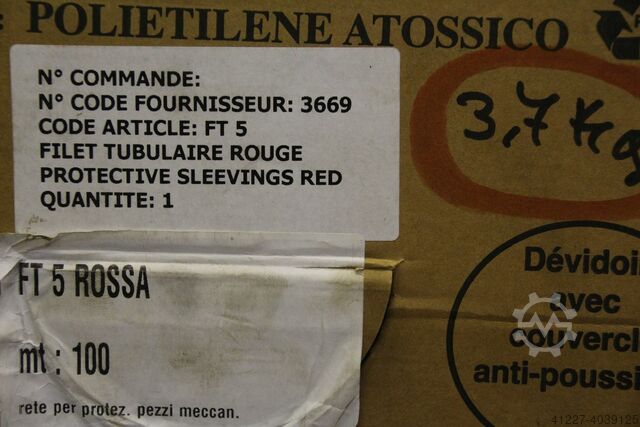 : POLIETILENE ATOSSICO
N° COMMANDE:
N° CODE FOURNISSEUR: 3669
CODE ARTICLE: FT 5
FILET TUBULAIRE ROUGE
PROTECTIVE SLEEVINGS RED
QUANTITE: 1
3,7 Kg
FT 5 ROSSA
mt : 100
rete per protez. pezzi meccan.
Dévidoi
avec
couvercl
anti-poussi
41227-4039125